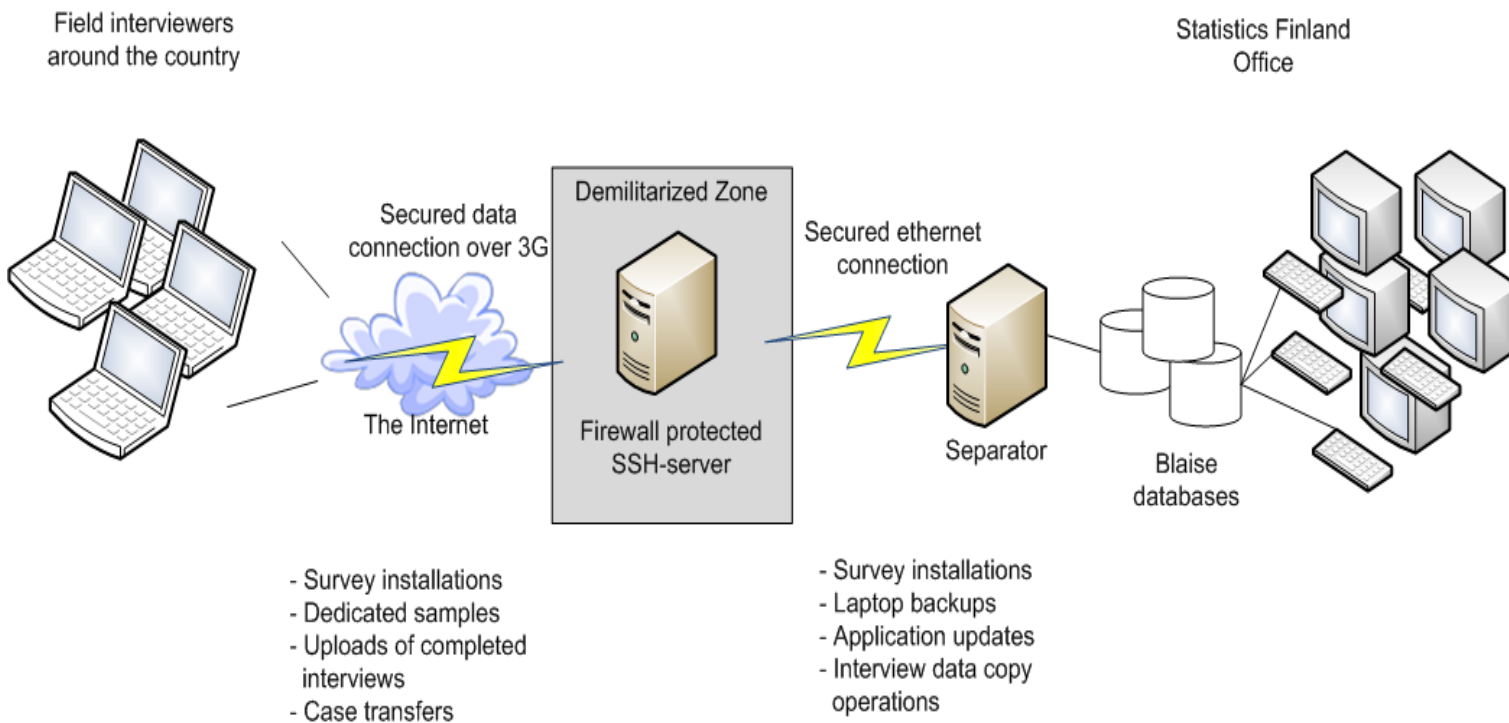 Field interviewers
around the country
Statistics Finland
Office
Secured data
connection over 3G
The Internet
Demilitarized Zone
Firewall protected
SSH-server
Secured ethernet
connection
Separator
Blaise
databases
- Survey installations
- Dedicated samples
- Uploads of completed
interviews
- Case transfers
- Survey installations
- Laptop backups
- Application updates
- Interview data copy
operations